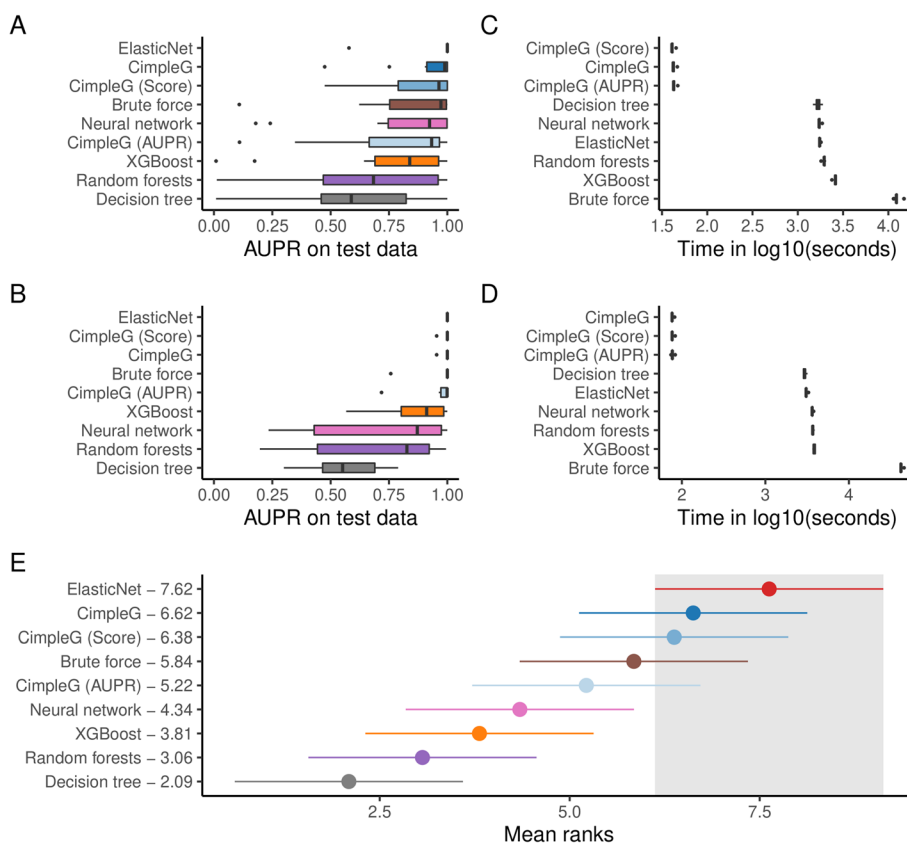 A
ElasticNet
CimpleG
CimpleG (Score)
Brute force
Neural network
CimpleG (AUPR)
XGBoost
Random forests
Decision tree
0.00 0.25 0.50 0.75 1.00
AUPR on test data
C
CimpleG (Score)
CimpleG
CimpleG (AUPR)
Decision tree
Neural network
ElasticNet
Random forests
XGBoost
Brute force
1.5 2.0 2.5 3.0 3.5 4.0
Time in log10(seconds)
B
ElasticNet
CimpleG (Score)
CimpleG
Brute force
CimpleG (AUPR)
XGBoost
Neural network
Random forests
Decision tree
0.00 0.25 0.50 0.75 1.00
AUPR on test data
D
CimpleG
CimpleG (Score)
CimpleG (AUPR)
Decision tree
ElasticNet
Neural network
Random forests
XGBoost
Brute force
2 3 4
Time in log10(seconds)
E
ElasticNet − 7.62
CimpleG − 6.62
CimpleG (Score) − 6.38
Brute force − 5.84
CimpleG (AUPR) − 5.22
Neural network − 4.34
XGBoost − 3.81
Random forests − 3.06
Decision tree − 2.09
2.5 5.0 7.5
Mean ranks